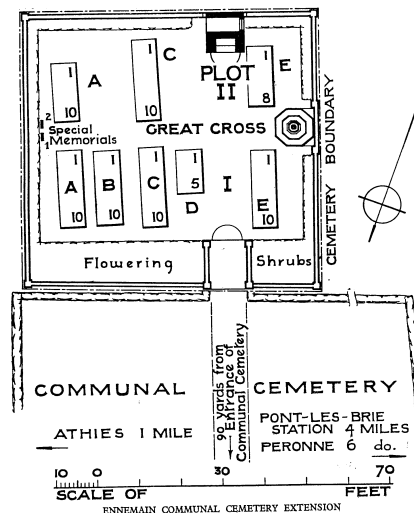 1
C
1
E
1
PLOT
A
II
8
10
10
2
GREAT CROSS
Special
Memorials
1
1
1
1
1
1
A
B
C
5
I
E
D
10
10
10
10
CEMETERY BOUNDARY
Flowering
Shrubs
90 yards from
Entrance of
Communal Cemetery
COMMUNAL CEMETERY
ATHIES 1 MILE
PONT-LES-BRIE
STATION 4 MILES
PERONNE 6 do.
10 0 30 70
SCALE OF FEET
ENNEMAIN COMMUNAL CEMETERY EXTENSION